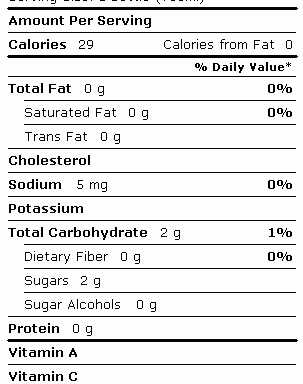 Amount Per Serving
Calories 29 Calories from Fat 0
% Daily Value*
Total Fat 0 g 0%
Saturated Fat 0 g 0%
Trans Fat 0 g
Cholesterol
Sodium 5 mg 0%
Potassium
Total Carbohydrate 2 g 1%
Dietary Fiber 0 g 0%
Sugars 2 g
Sugar Alcohols 0 g
Protein 0 g
Vitamin A
Vitamin C